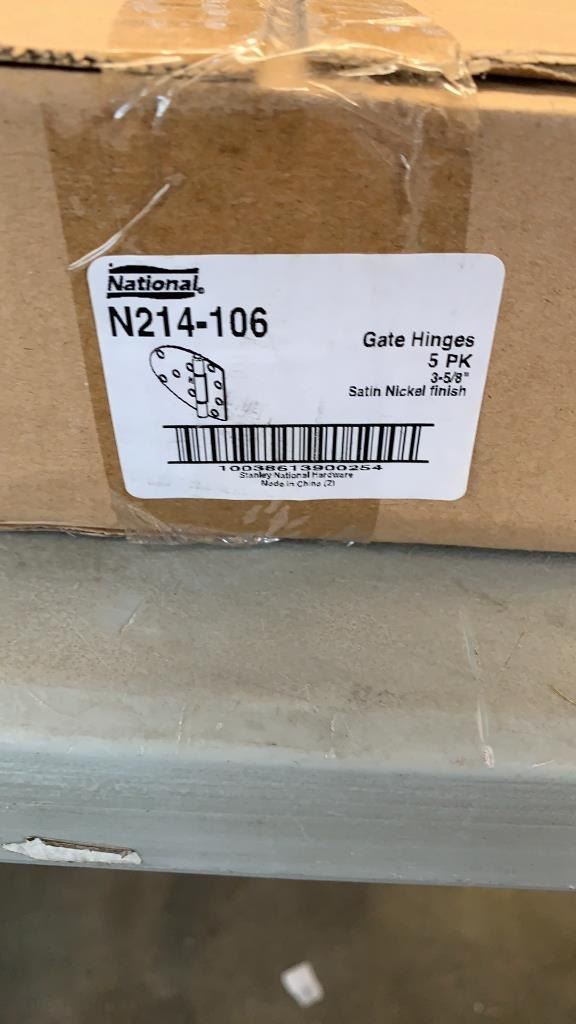 National
N214-106
Gate Hinges
5 PK
3-5/8"
Satin Nickel finish
10038613900254
Stanley National Hardware
Made in China (2)